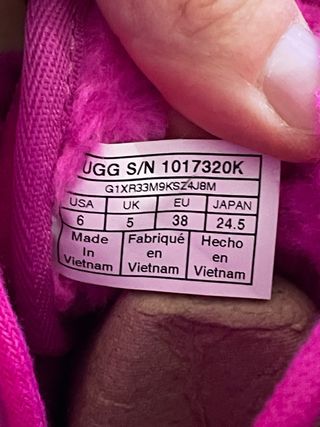 UGG S/N 1017320K
G1XR33M9KSZ4J8M
USA UK EU JAPAN
6 5 38 24.5
Made Fabriqué Hecho
In en en
Vietnam Vietnam Vietnam